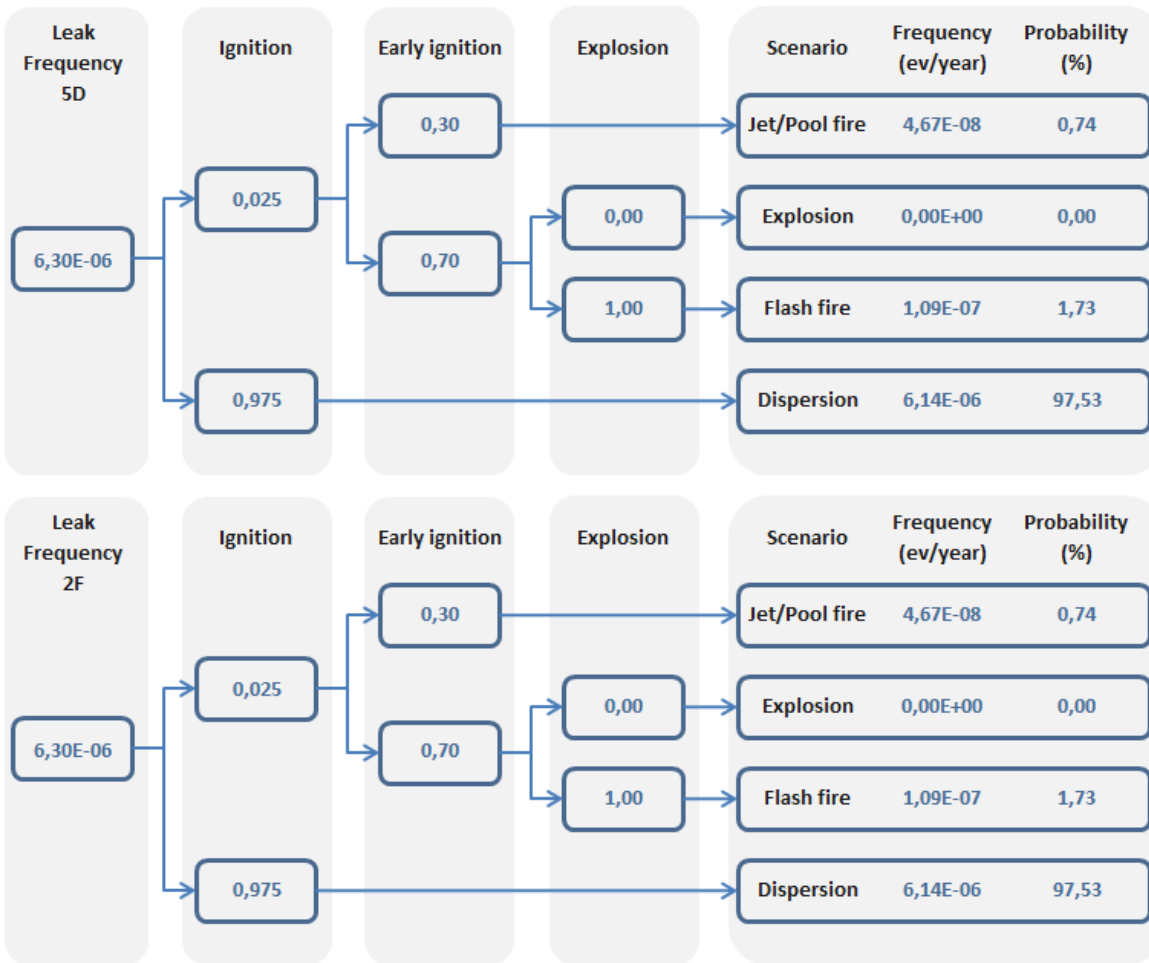 Leak
Frequency
5D
Ignition
Early ignition
Explosion
Scenario
Frequency
(ev/year)
Probability
(%)
0,30
Jet/Pool fire 4,67E-08 0,74
0,025
0,00
Explosion 0,00E+00 0,00
6,30E-06
0,70
1,00
Flash fire 1,09E-07 1,73
0,975
Dispersion 6,14E-06 97,53
Leak
Frequency
2F
Ignition
Early ignition
Explosion
Scenario
Frequency
(ev/year)
Probability
(%)
0,30
Jet/Pool fire 4,67E-08 0,74
0,025
0,00
Explosion 0,00E+00 0,00
6,30E-06
0,70
1,00
Flash fire 1,09E-07 1,73
0,975
Dispersion 6,14E-06 97,53